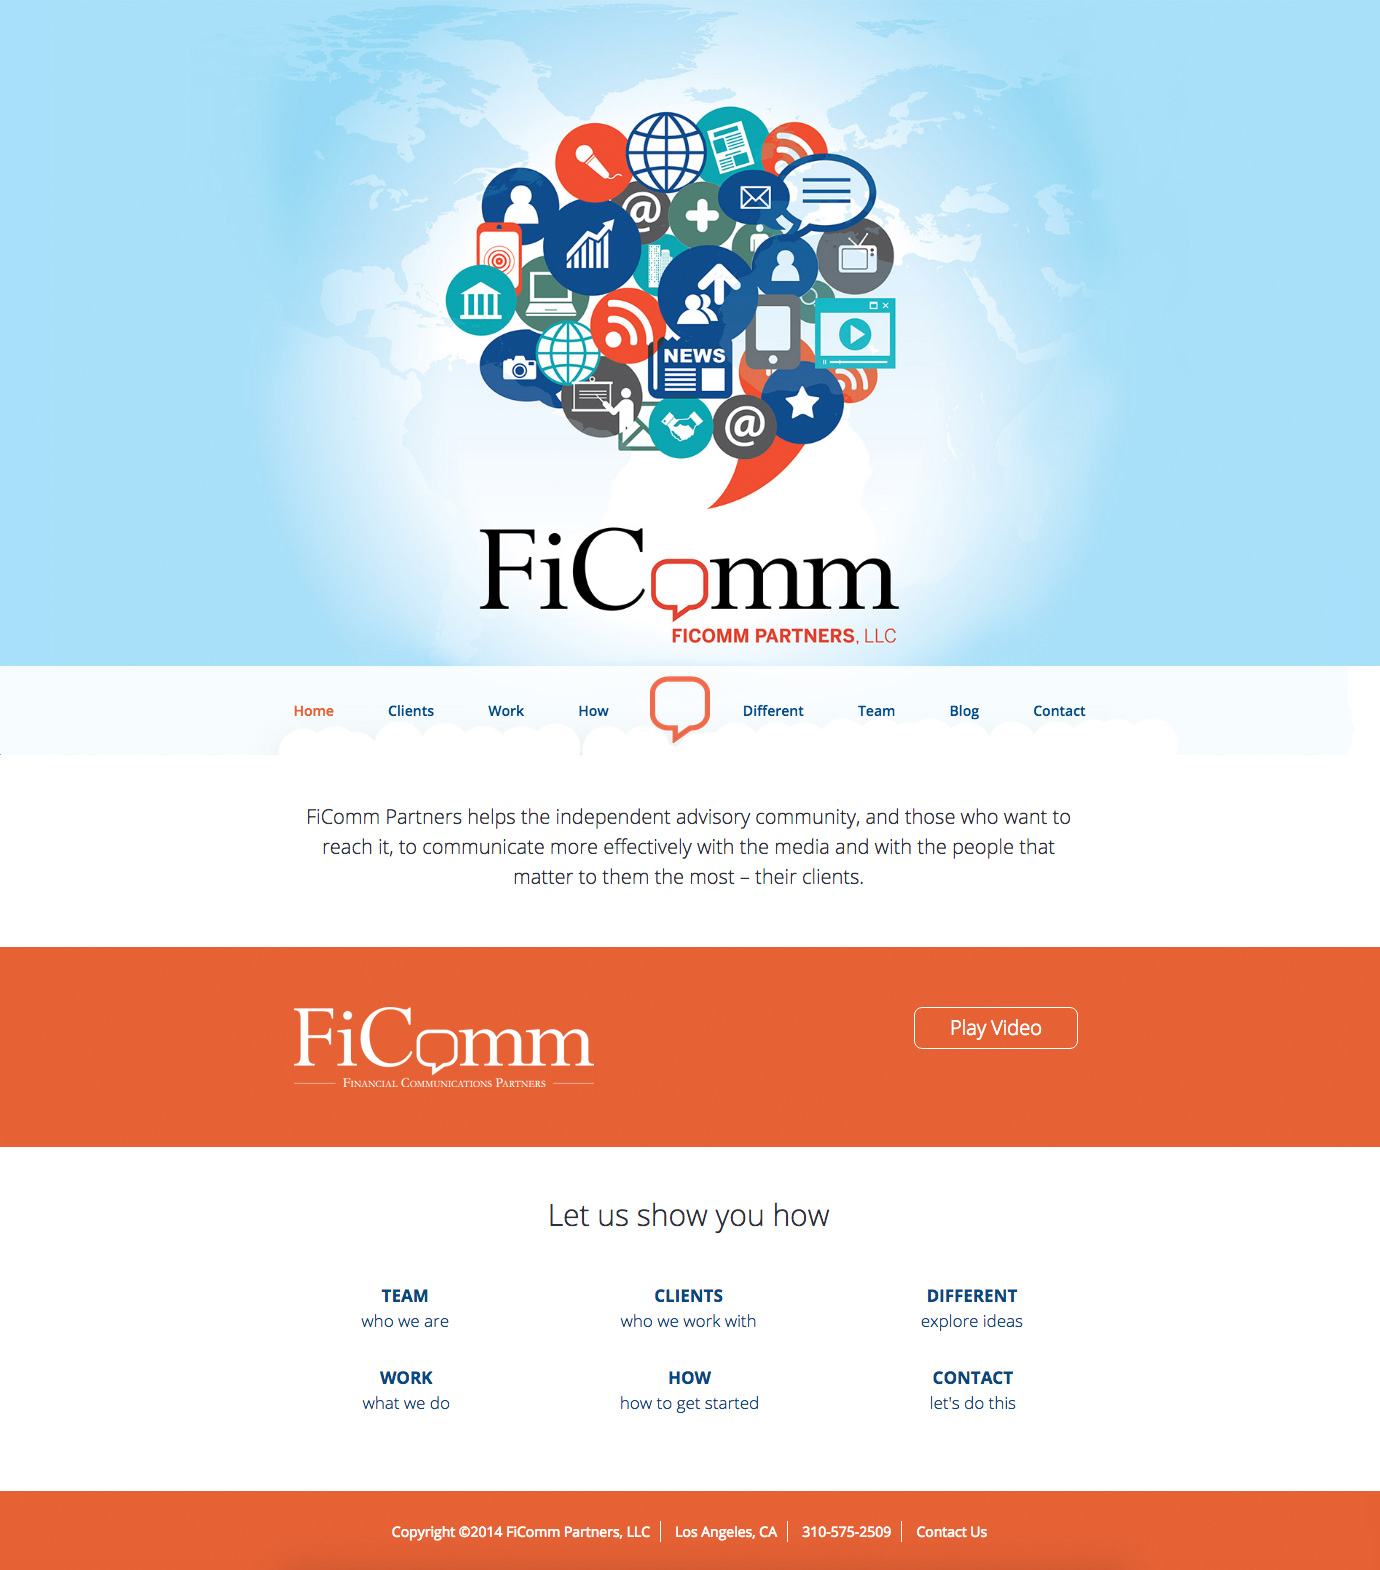 NEWS
FiComm
FICOMM PARTNERS, LLC
Home Clients Work How Different Team Blog Contact
FiComm Partners helps the independent advisory community, and those who want to
reach it, to communicate more effectively with the media and with the people that
matter to them the most – their clients.
FiComm
FINANCIAL COMMUNICATIONS PARTNERS
Play Video
Let us show you how
TEAM CLIENTS DIFFERENT
who we are who we work with explore ideas
WORK HOW CONTACT
what we do how to get started let's do this
Copyright ©2014 FiComm Partners, LLC Los Angeles, CA 310-575-2509 Contact Us